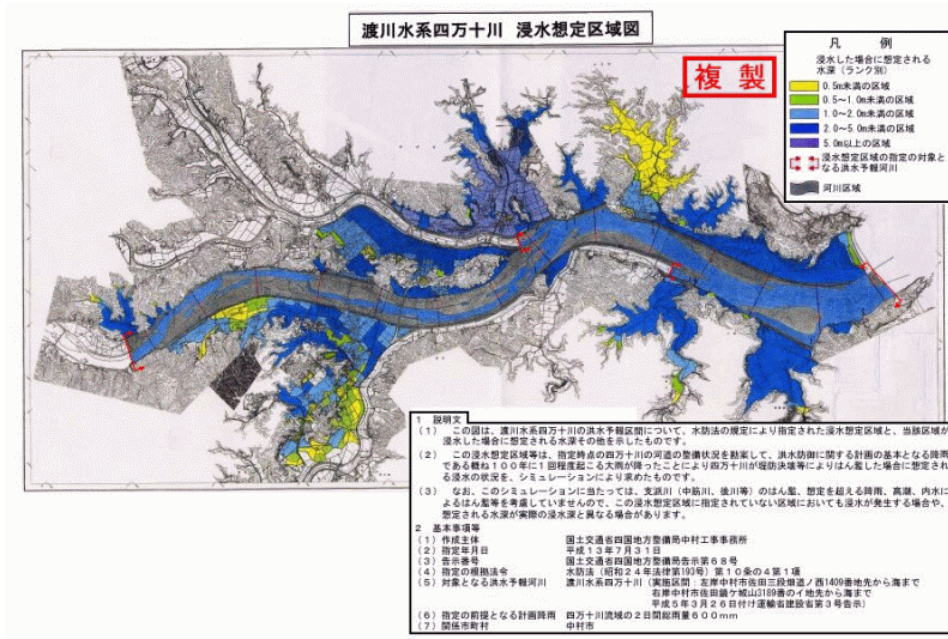 渡川水系四万十川 浸水想定区域図
複製
凡 例
浸水した場合に想定される
水深（ランク別）
0.5m未満の区域
0.5～1.0m未満の区域
1.0～2.0m未満の区域
2.0～5.0m未満の区域
5.0m以上の区域
浸水想定区域の指定の対象と
なる洪水予報河川
河川区域
1 説明文
（1） この図は、渡川水系四万十川の洪水予報区間について、水防法の規定により指定された浸水想定区域と、当該区域が
浸水した場合に想定される水深その他を示したものです。
（2） この浸水想定区域等は、指定時点の四万十川の河道の整備状況を勘案して、洪水防御に関する計画の基本となる降雨
である概ね100年に1回程度起こる大雨が降ったことにより四万十川が堤防決壊等によりはん濫した場合に想定され
る浸水の状況を、シミュレーションにより求めたものです。
（3） なお、このシミュレーションに当たっては、支派川（中筋川、後川等）のはん濫、想定を超える降雨、高潮、内水に
よるはん濫等を考慮していませんので、この浸水想定区域に指定されていない区域においても浸水が発生する場合や、
想定される水深が実際の浸水深と異なる場合があります。
2 基本事項等
（1）作成主体 国土交通省四国地方整備局中村工事事務所
（2）指定年月日 平成13年7月31日
（3）告示番号 国土交通省四国地方整備局告示第68号
（4）指定の根拠法令 水防法（昭和24年法律第193号）第10条の4第1項
（5）対象となる洪水予報河川 渡川水系四万十川（実施区間：左岸中村市佐田三段畑道ノ西1409番地先から海まで
右岸中村市佐田鎗ケ城山3189番のイ地先から海まで
平成5年3月26日付け運輸省建設省第3号告示）
（6）指定の前提となる計画降雨 四万十川流域の2日間総雨量600mm
（7）関係市町村 中村市